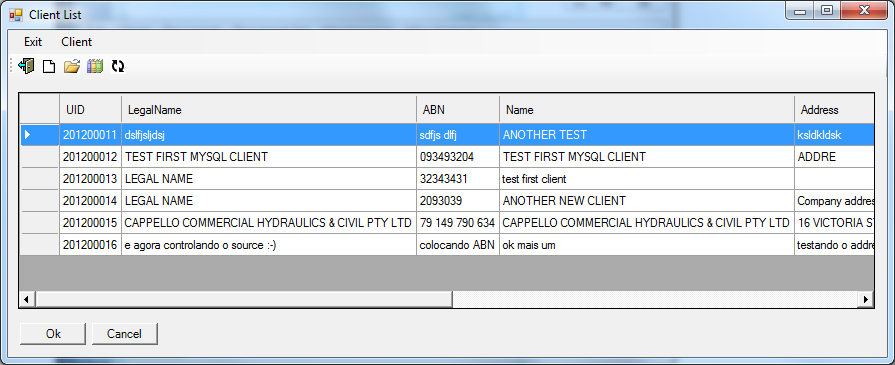 Client List
Exit Client
UID LegalName ABN Name Address
201200011 dslfjsljdsj sdfjs dlfj ANOTHER TEST ksldkldsk
201200012 TEST FIRST MYSQL CLIENT 093493204 TEST FIRST MYSQL CLIENT ADDRE
201200013 LEGAL NAME 32343431 test first client
201200014 LEGAL NAME 2093039 ANOTHER NEW CLIENT Company addres
201200015 CAPPELLO COMMERCIAL HYDRAULICS & CIVIL PTY LTD 79 149 790 634 CAPPELLO COMMERCIAL HYDRAULICS & CIVIL PTY LTD 16 VICTORIA S
201200016 e agora controlando o source :-) colocando ABN ok mais um testando o addre
Ok Cancel